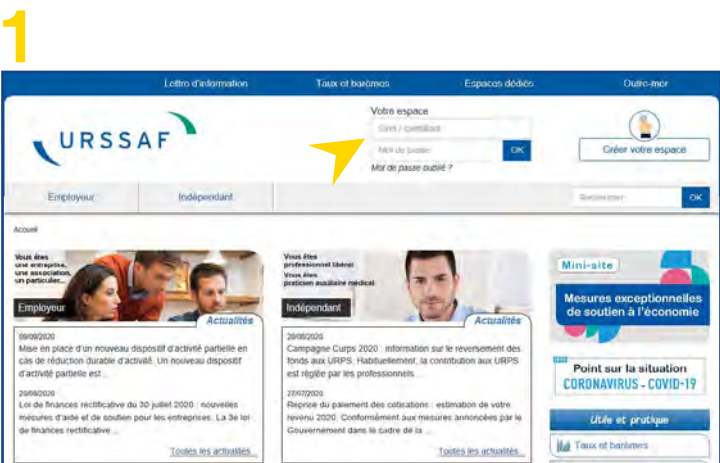 1
Lettre d'information Taux et barèmes Espaces dédiés Outre-mer
Votre espace
Siret / identifiant
Mot de passe OK
Mot de passe oublié ?
URSSAF
Créer votre espace
Employeur Indépendant Rechercher OK
Accueil
Vous êtes
une entreprise,
une association,
un particulier...
Employeur
Actualités
09/09/2020
Mise en place d'un nouveau dispositif d'activité partielle en
cas de réduction durable d'activité. Un nouveau dispositif
d'activité partielle est ...
20/08/2020
Loi de finances rectificative du 30 juillet 2020 : nouvelles
mesures d'aide et de soutien pour les entreprises. La 3e loi
de finances rectificative ...
Toutes les actualités...
Vous êtes
professionnel libéral
Vous êtes
praticien auxiliaire médical
Indépendant
Actualités
20/08/2020
Campagne Curps 2020 : information sur le reversement des
fonds aux URPS. Habituellement, la contribution aux URPS
est réglée par les professionnels ...
27/07/2020
Reprise du paiement des cotisations : estimation de votre
revenu 2020. Conformément aux mesures annoncées par le
Gouvernement dans le cadre de la ...
Toutes les actualités...
Mini-site
Mesures exceptionnelles
de soutien à l'économie
Point sur la situation
CORONAVIRUS - COVID-19
Utile et pratique
Taux et barèmes